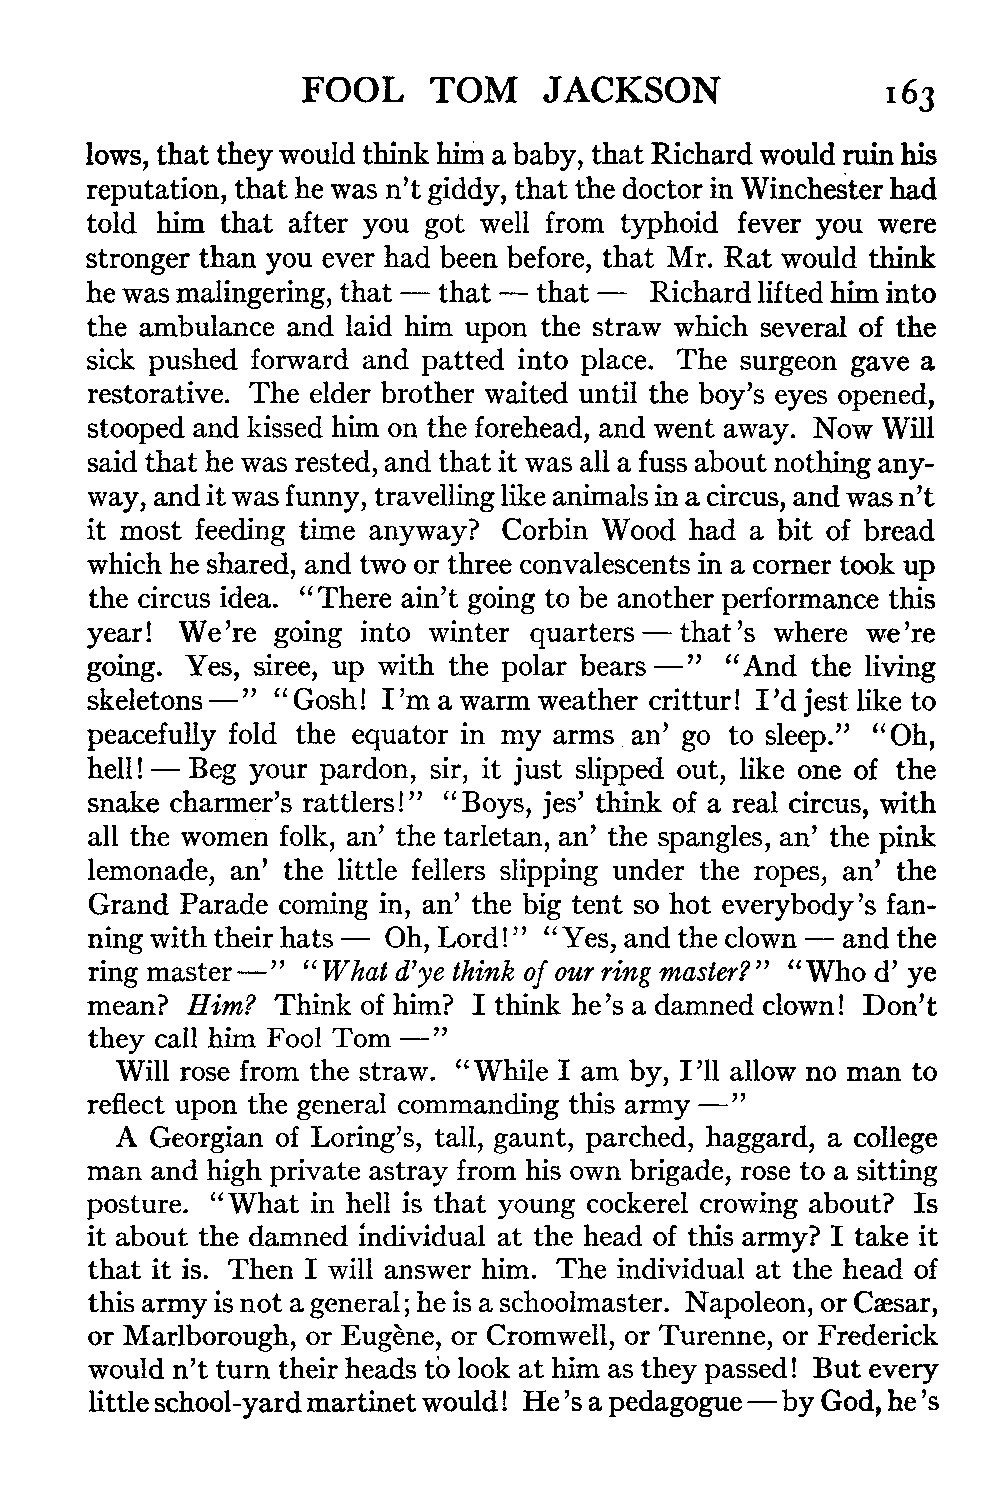 FOOL TOM JACKSON 163
lows, that they would think him a baby, that Richard would ruin his
reputation, that he was n't giddy, that the doctor in Winchester had
told him that after you got well from typhoid fever you were
stronger than you ever had been before, that Mr. Rat would think
he was malingering, that — that — that — Richard lifted him into
the ambulance and laid him upon the straw which several of the
sick pushed forward and patted into place. The surgeon gave a
restorative. The elder brother waited until the boy's eyes opened,
stooped and kissed him on the forehead, and went away. Now Will
said that he was rested, and that it was all a fuss about nothing any-
way, and it was funny, travelling like animals in a circus, and was n't
it most feeding time anyway? Corbin Wood had a bit of bread
which he shared, and two or three convalescents in a corner took up
the circus idea. "There ain't going to be another performance this
year! We're going into winter quarters — that's where we're
going. Yes, siree, up with the polar bears —" "And the living
skeletons —" "Gosh! I'm a warm weather crittur! I'd jest like to
peacefully fold the equator in my arms an' go to sleep." "Oh,
hell! — Beg your pardon, sir, it just slipped out, like one of the
snake charmer's rattlers!" "Boys, jes' think of a real circus, with
all the women folk, an' the tarletan, an' the spangles, an' the pink
lemonade, an' the little fellers slipping under the ropes, an' the
Grand Parade coming in, an' the big tent so hot everybody's fan-
ning with their hats — Oh, Lord!" "Yes, and the clown — and the
ring master —" "What d'ye think of our ring master?" "Who d' ye
mean? Him? Think of him? I think he's a damned clown! Don't
they call him Fool Tom —"
Will rose from the straw. "While I am by, I'll allow no man to
reflect upon the general commanding this army —"
A Georgian of Loring's, tall, gaunt, parched, haggard, a college
man and high private astray from his own brigade, rose to a sitting
posture. "What in hell is that young cockerel crowing about? Is
it about the damned individual at the head of this army? I take it
that it is. Then I will answer him. The individual at the head of
this army is not a general; he is a schoolmaster. Napoleon, or Cæsar,
or Marlborough, or Eugène, or Cromwell, or Turenne, or Frederick
would n't turn their heads to look at him as they passed! But every
little school-yard martinet would! He's a pedagogue — by God, he's